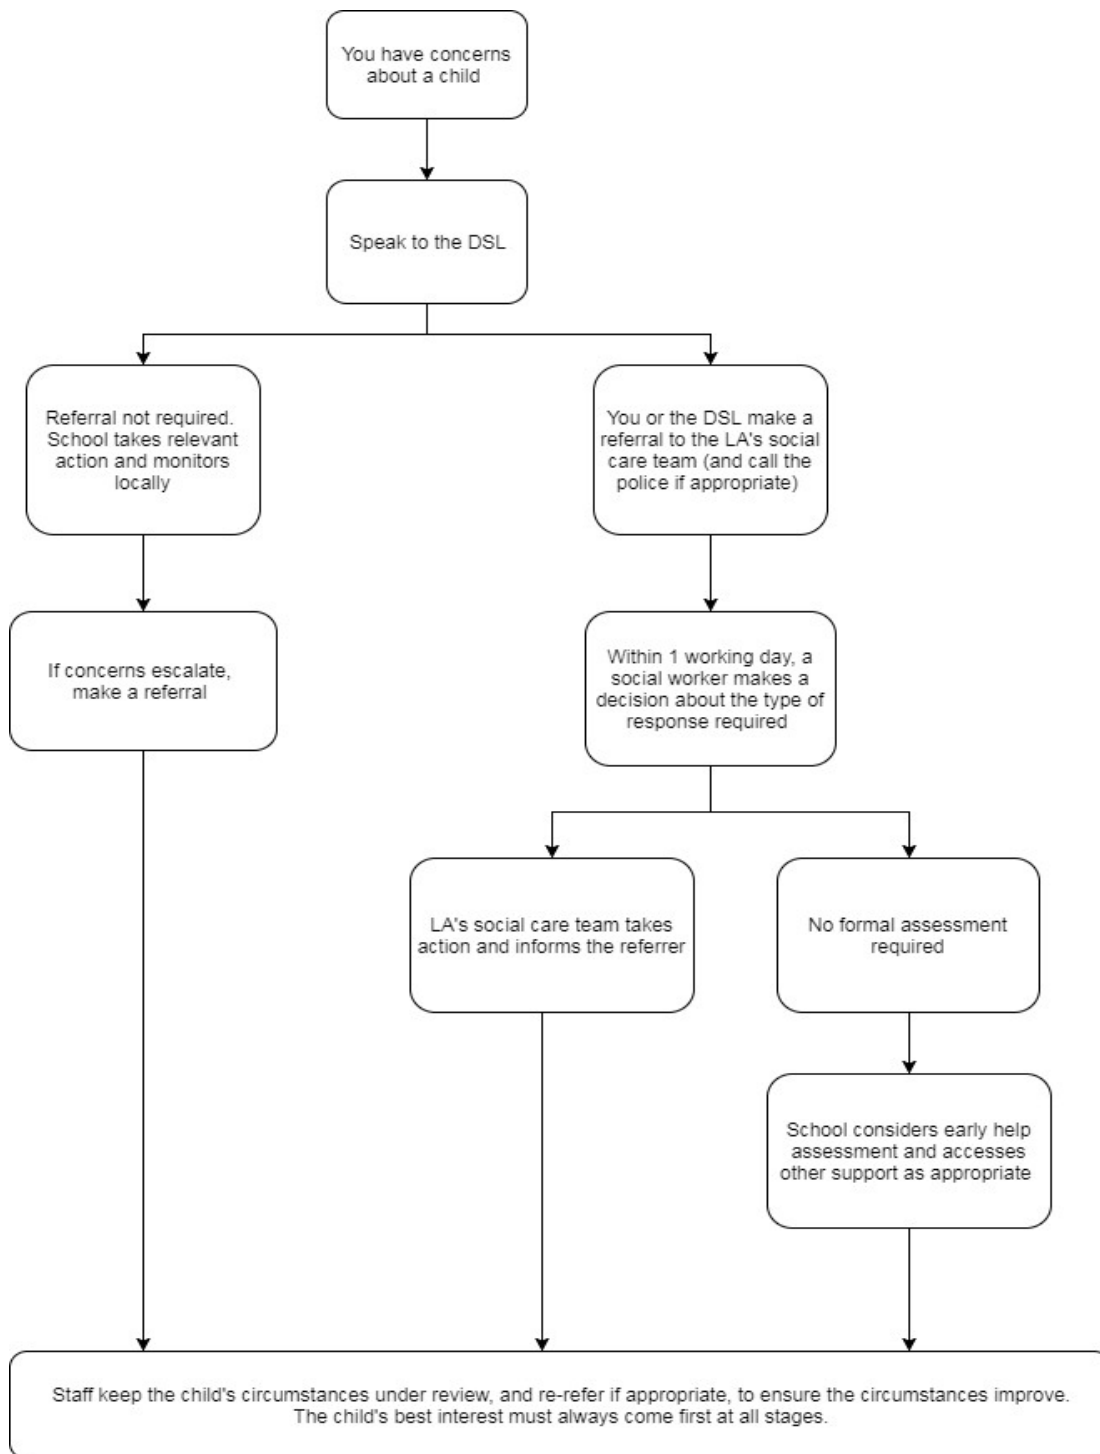 You have concerns
about a child
Speak to the DSL
Referral not required.
School takes relevant
action and monitors
locally
You or the DSL make a
referral to the LA's social
care team (and call the
police if appropriate)
If concerns escalate,
make a referral
Within 1 working day, a
social worker makes a
decision about the type of
response required
LA's social care team takes
action and informs the referrer
No formal assessment
required
School considers early help
assessment and accesses
other support as appropriate
Staff keep the child's circumstances under review, and re-refer if appropriate, to ensure the circumstances improve.
The child's best interest must always come first at all stages.